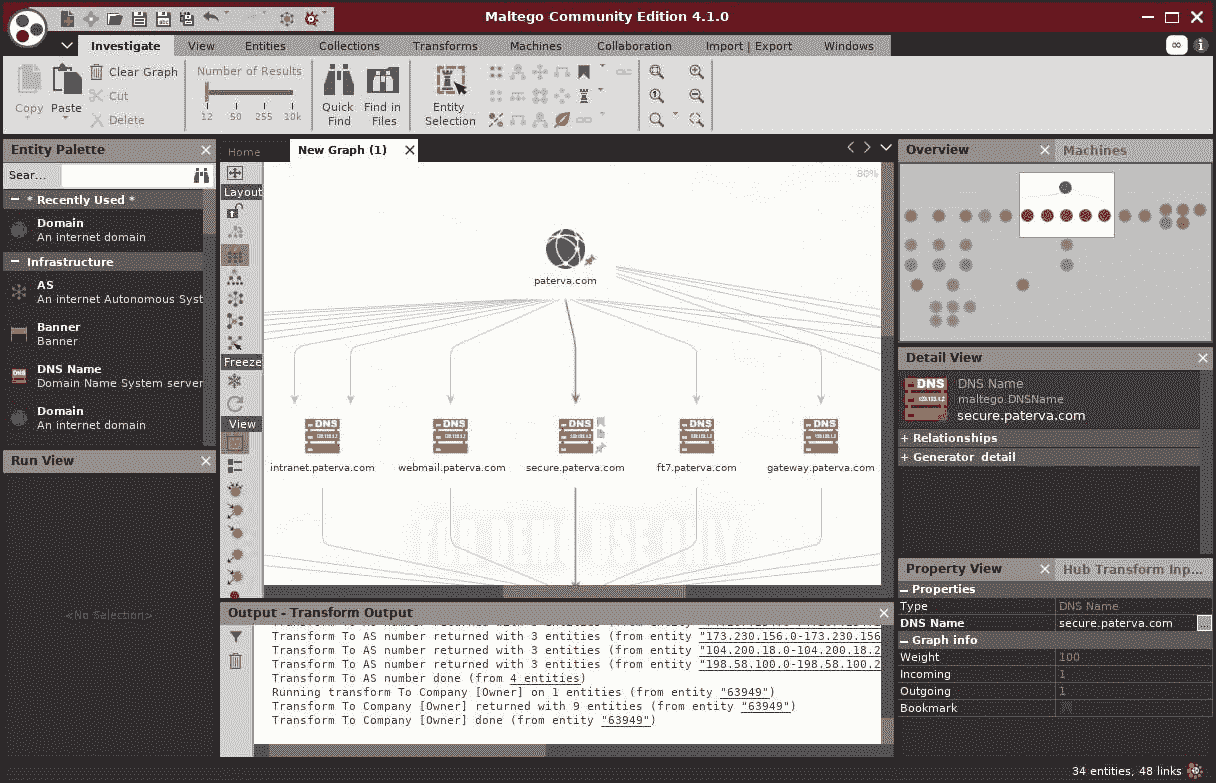 Maltego Community Edition 4.1.0
Investigate View Entities Collections Transforms Machines Collaboration Import | Export Windows
Copy Paste Clear Graph Cut Delete
Number of Results
12 50 255 10k
Quick Find
Find in Files
Entity Selection
Entity Palette
Sear...
* Recently Used *
Domain
An internet domain
Infrastructure
AS
An internet Autonomous Syst
Banner
Banner
DNS Name
Domain Name System server
Domain
An internet domain
Run View
<No Selection>
Home New Graph (1)
Layout
Freeze
View
80%
paterva.com
DNS DNS DNS DNS DNS
intranet.paterva.com webmail.paterva.com secure.paterva.com ft7.paterva.com gateway.paterva.com
FOR DEMO USE ONLY
Output - Transform Output
Transform To AS number returned with 3 entities (from entity "173.230.156.0-173.230.156
Transform To AS number returned with 3 entities (from entity "104.200.18.0-104.200.18.2
Transform To AS number returned with 3 entities (from entity "198.58.100.0-198.58.100.2
Transform To AS number done (from 4 entities)
Running transform To Company [Owner] on 1 entities (from entity "63949")
Transform To Company [Owner] returned with 9 entities (from entity "63949")
Transform To Company [Owner] done (from entity "63949")
Overview Machines
Detail View
DNS
DNS Name
maltego.DNSName
secure.paterva.com
+ Relationships
+ Generator detail
Property View Hub Transform Inp...
Properties
Type DNS Name
DNS Name secure.paterva.com ...
Graph info
Weight 100
Incoming 1
Outgoing 1
Bookmark
34 entities, 48 links